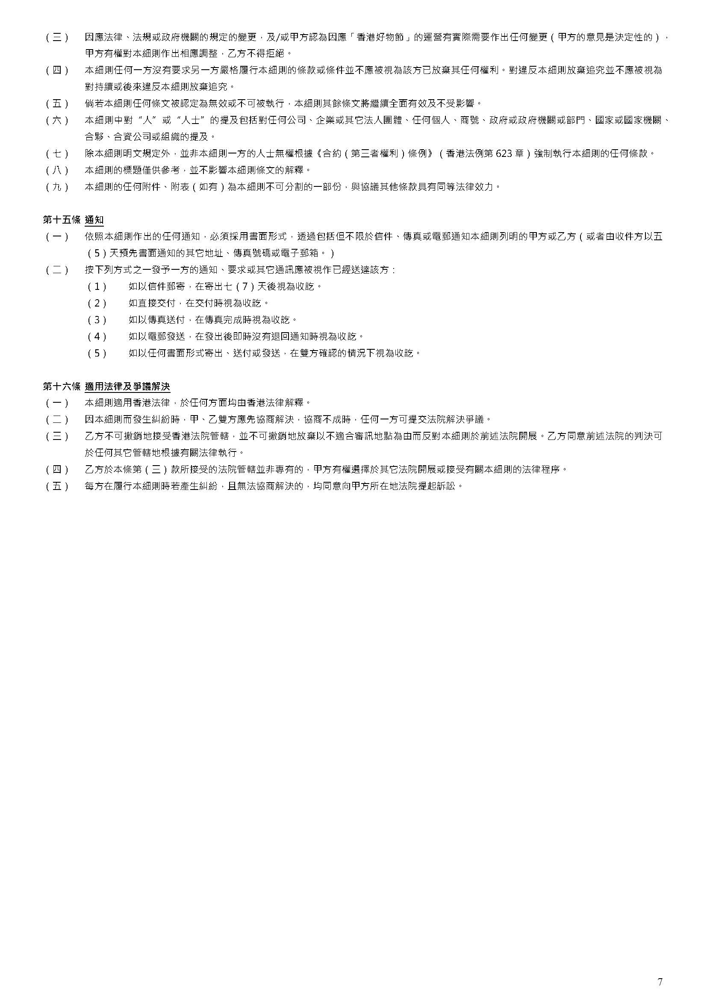 （三） 因應法律、法規或政府機關的規定的變更，及/或甲方認為因應「香港好物節」的運營有實際需要作出任何變更（甲方的意見是決定性的），
甲方有權對本細則作出相應調整，乙方不得拒絕。
（四） 本細則任何一方沒有要求另一方嚴格履行本細則的條款或條件並不應被視為該方已放棄其任何權利。對違反本細則放棄追究並不應被視為
對持續或後來違反本細則放棄追究。
（五） 倘若本細則任何條文被認定為無效或不可被執行，本細則其餘條文將繼續全面有效及不受影響。
（六） 本細則中對“人”或“人士”的提及包括對任何公司、企業或其它法人團體、任何個人、商號、政府或政府機關或部門、國家或國家機關、
合夥、合資公司或組織的提及。
（七） 除本細則明文規定外，並非本細則一方的人士無權根據《合約（第三者權利）條例》（香港法例第 623 章）強制執行本細則的任何條款。
（八） 本細則的標題僅供參考，並不影響本細則條文的解釋。
（九） 本細則的任何附件、附表（如有）為本細則不可分割的一部份，與協議其他條款具有同等法律效力。
第十五條 通知
（一） 依照本細則作出的任何通知，必須採用書面形式，透過包括但不限於信件、傳真或電郵通知本細則列明的甲方或乙方（或者由收件方以五
（5）天預先書面通知的其它地址、傳真號碼或電子郵箱。）
（二） 按下列方式之一發予一方的通知、要求或其它通訊應被視作已經送達該方：
（1） 如以信件郵寄，在寄出七（7）天後視為收訖。
（2） 如直接交付，在交付時視為收訖。
（3） 如以傳真送付，在傳真完成時視為收訖。
（4） 如以電郵發送，在發出後即時沒有退回通知時視為收訖。
（5） 如以任何書面形式寄出、送付或發送，在雙方確認的情況下視為收訖。
第十六條 適用法律及爭議解決
（一） 本細則適用香港法律，於任何方面均由香港法律解釋。
（二） 因本細則而發生糾紛時，甲、乙雙方應先協商解決，協商不成時，任何一方可提交法院解決爭議。
（三） 乙方不可撤銷地接受香港法院管轄，並不可撤銷地放棄以不適合審訊地點為由而反對本細則於前述法院開展。乙方同意前述法院的判決可
於任何其它管轄地根據有關法律執行。
（四） 乙方於本條第（三）款所接受的法院管轄並非專有的，甲方有權選擇於其它法院開展或接受有關本細則的法律程序。
（五） 每方在履行本細則時若產生糾紛，且無法協商解決的，均同意向甲方所在地法院提起訴訟。
7